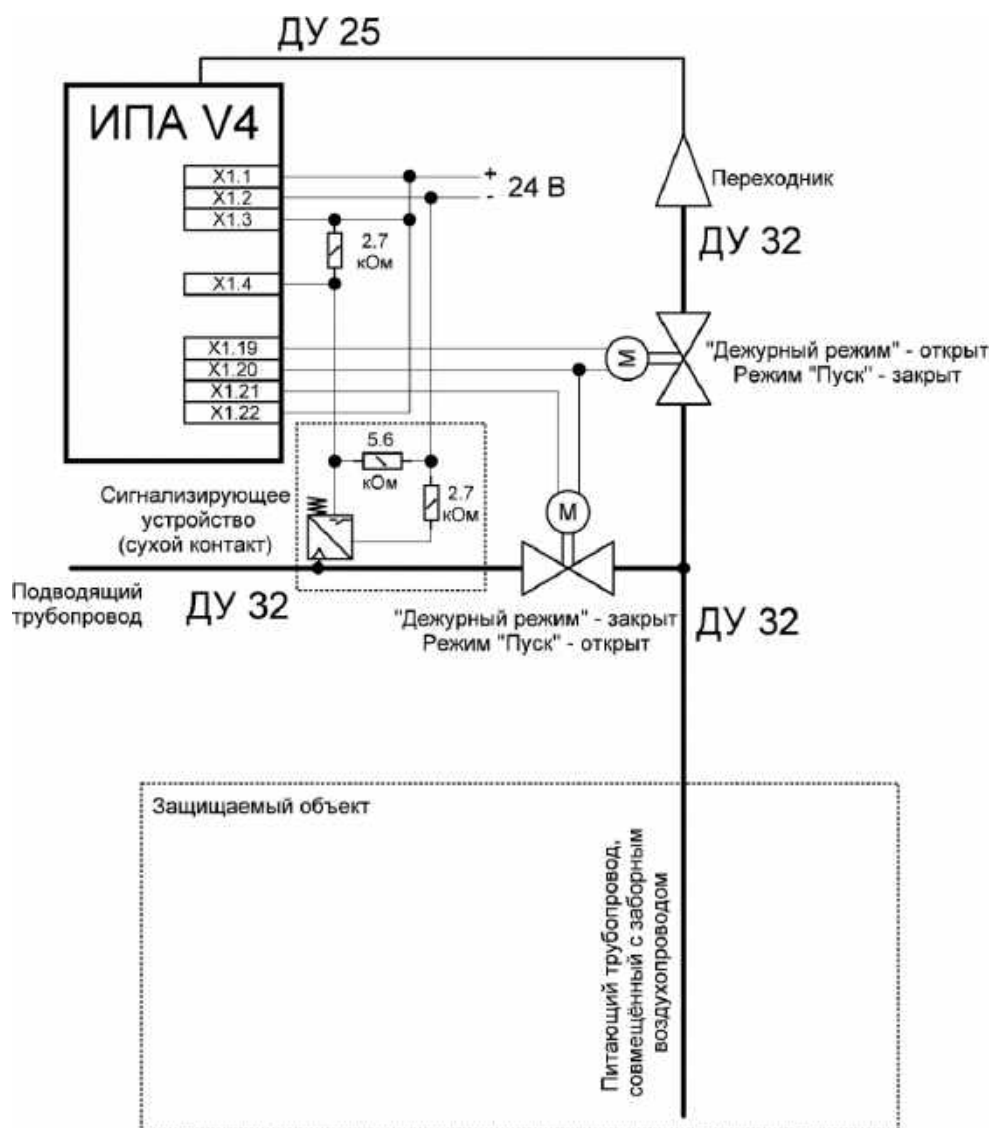 ДУ 25
ИПА V4
X1.1
X1.2
X1.3
X1.4
X1.19
X1.20
X1.21
X1.22
+
-
24 В
2.7
кОм
Переходник
ДУ 32
M
"Дежурный режим" - открыт
Режим "Пуск" - закрыт
5.6
кОм
2.7
кОм
Сигнализирующее
устройство
(сухой контакт)
M
Подводящий
трубопровод
ДУ 32
"Дежурный режим" - закрыт
Режим "Пуск" - открыт
ДУ 32
Защищаемый объект
Питающий трубопровод,
совмещённый с заборным
воздухопроводом